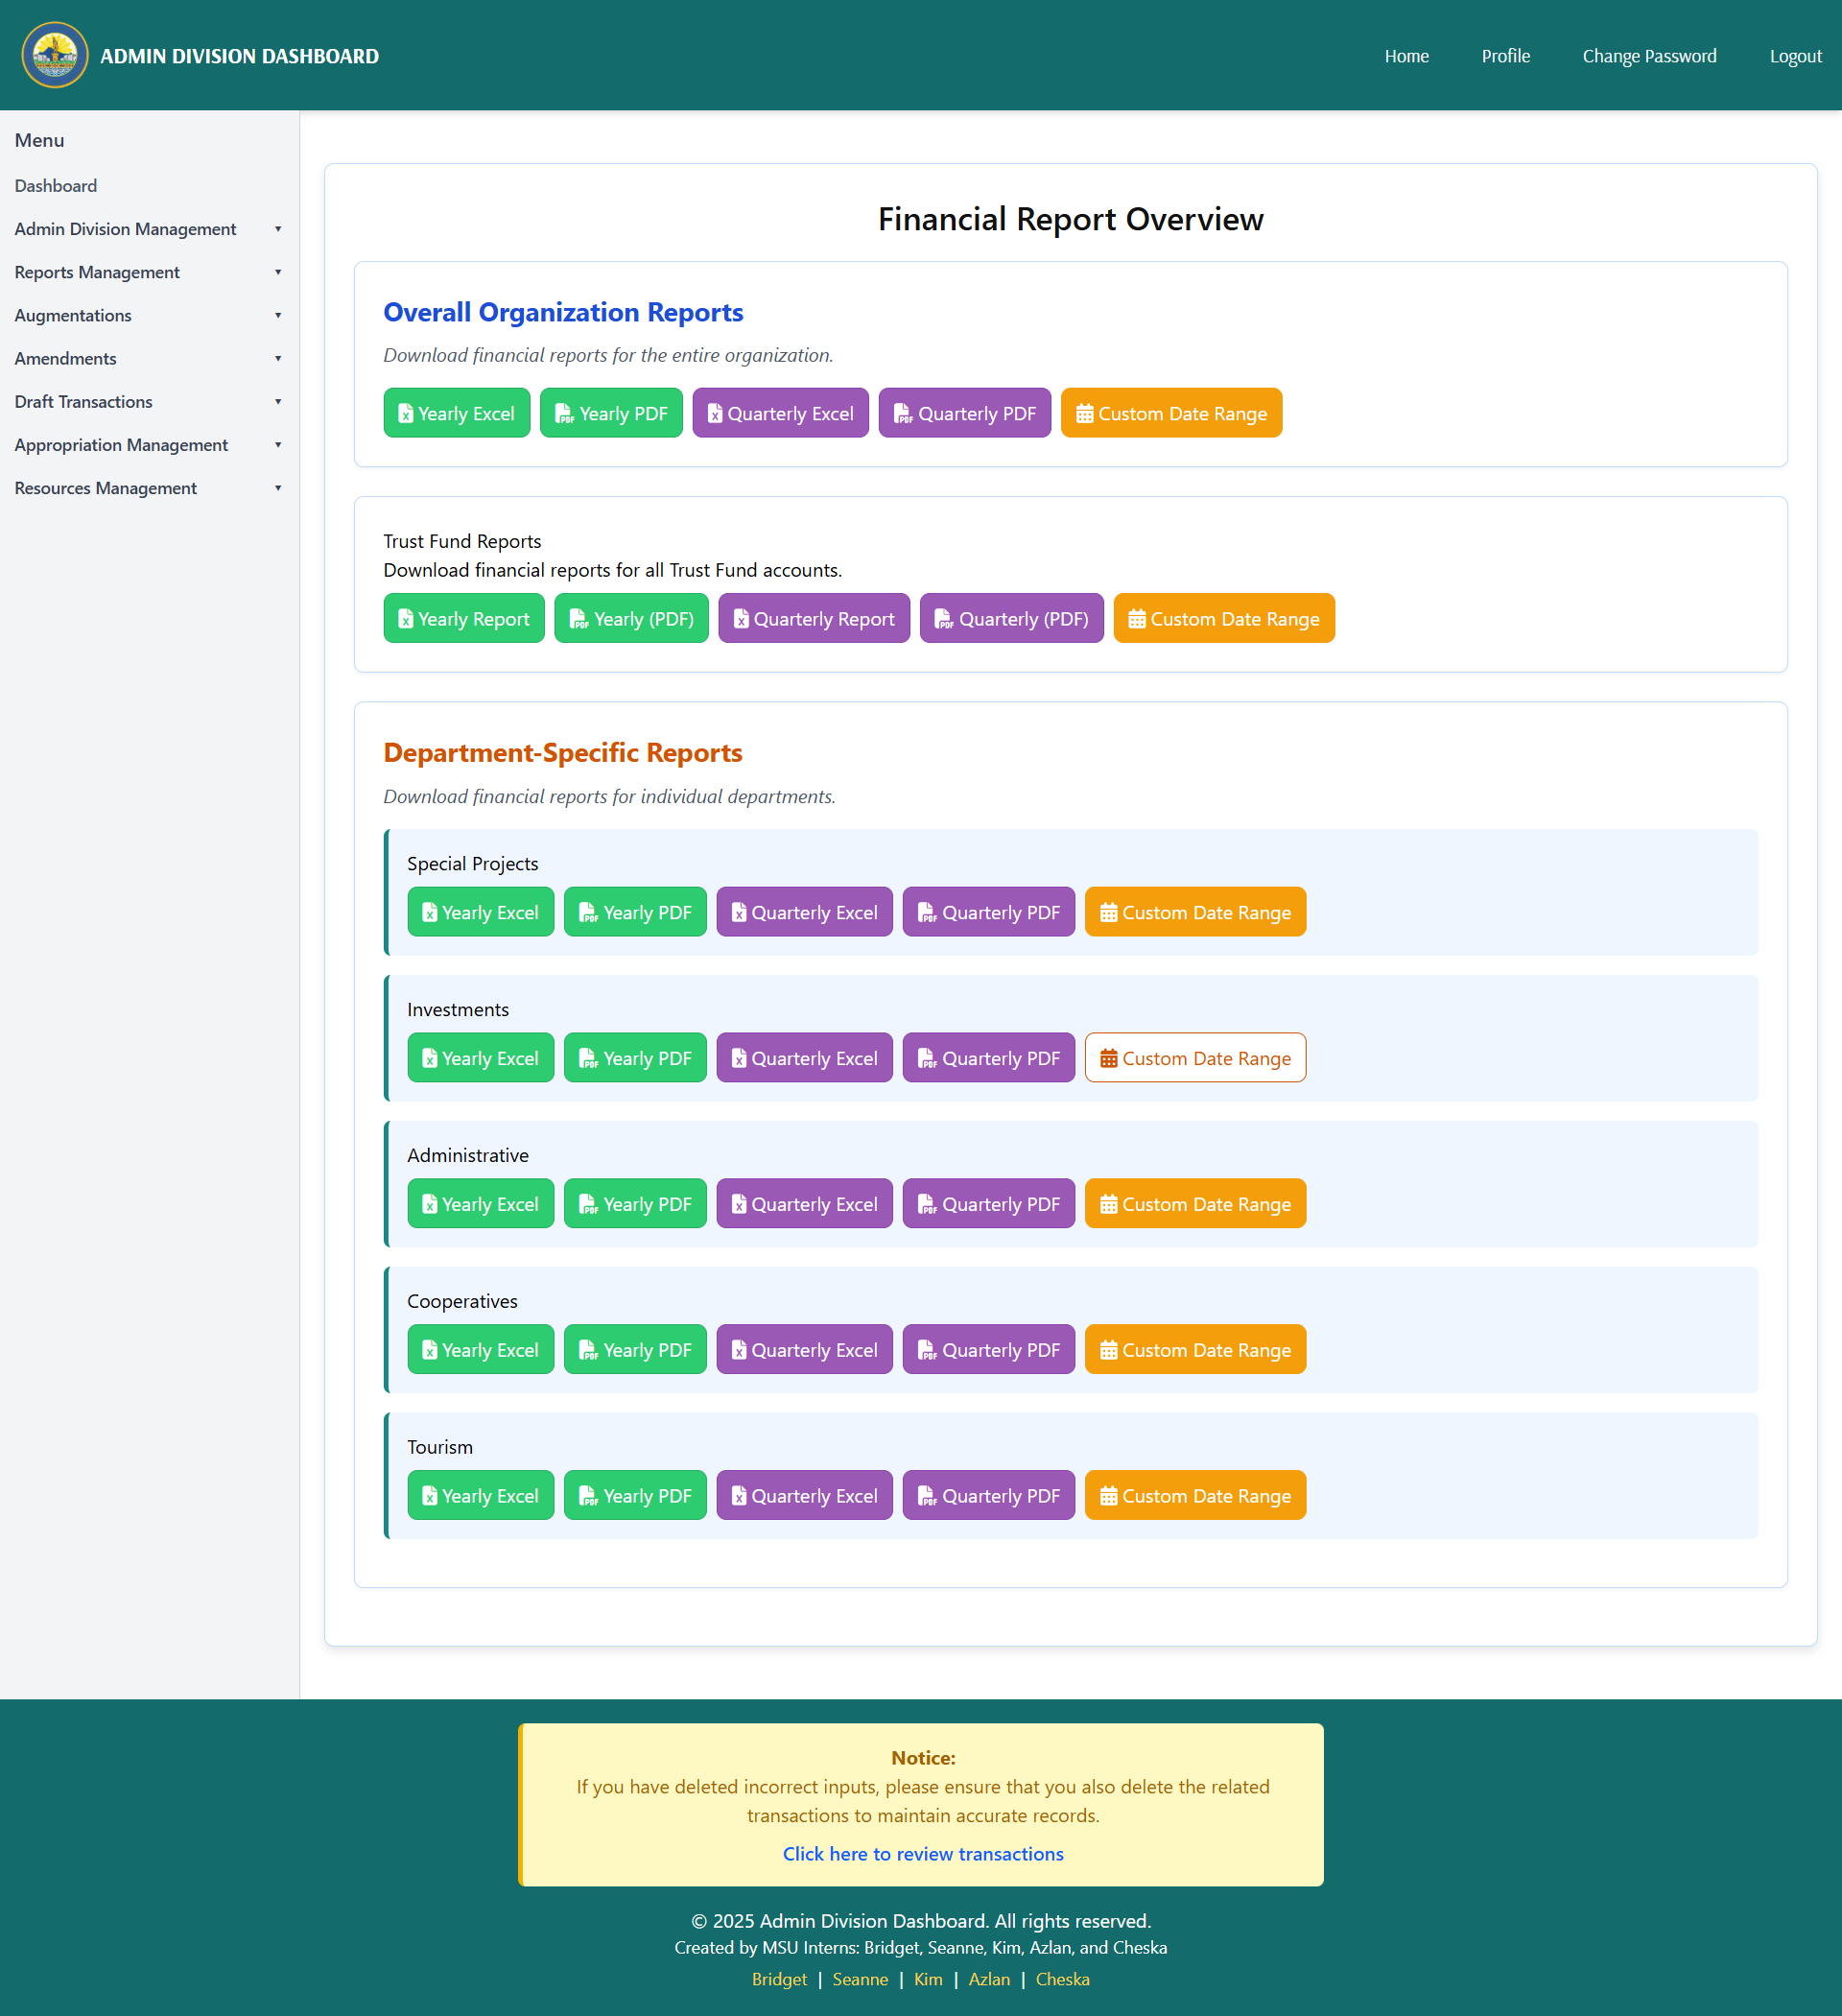 ADMIN DIVISION DASHBOARD
Home
Profile
Change Password
Logout
Menu
Dashboard
Admin Division Management
Reports Management
Augmentations
Amendments
Draft Transactions
Appropriation Management
Resources Management
Financial Report Overview
Overall Organization Reports
Download financial reports for the entire organization.
Yearly Excel
Yearly PDF
Quarterly Excel
Quarterly PDF
Custom Date Range
Trust Fund Reports
Download financial reports for all Trust Fund accounts.
Yearly Report
Yearly (PDF)
Quarterly Report
Quarterly (PDF)
Custom Date Range
Department-Specific Reports
Download financial reports for individual departments.
Special Projects
Yearly Excel
Yearly PDF
Quarterly Excel
Quarterly PDF
Custom Date Range
Investments
Yearly Excel
Yearly PDF
Quarterly Excel
Quarterly PDF
Custom Date Range
Administrative
Yearly Excel
Yearly PDF
Quarterly Excel
Quarterly PDF
Custom Date Range
Cooperatives
Yearly Excel
Yearly PDF
Quarterly Excel
Quarterly PDF
Custom Date Range
Tourism
Yearly Excel
Yearly PDF
Quarterly Excel
Quarterly PDF
Custom Date Range
Notice:
If you have deleted incorrect inputs, please ensure that you also delete the related
transactions to maintain accurate records.
Click here to review transactions
© 2025 Admin Division Dashboard. All rights reserved.
Created by MSU Interns: Bridget, Seanne, Kim, Azlan, and Cheska
Bridget | Seanne | Kim | Azlan | Cheska